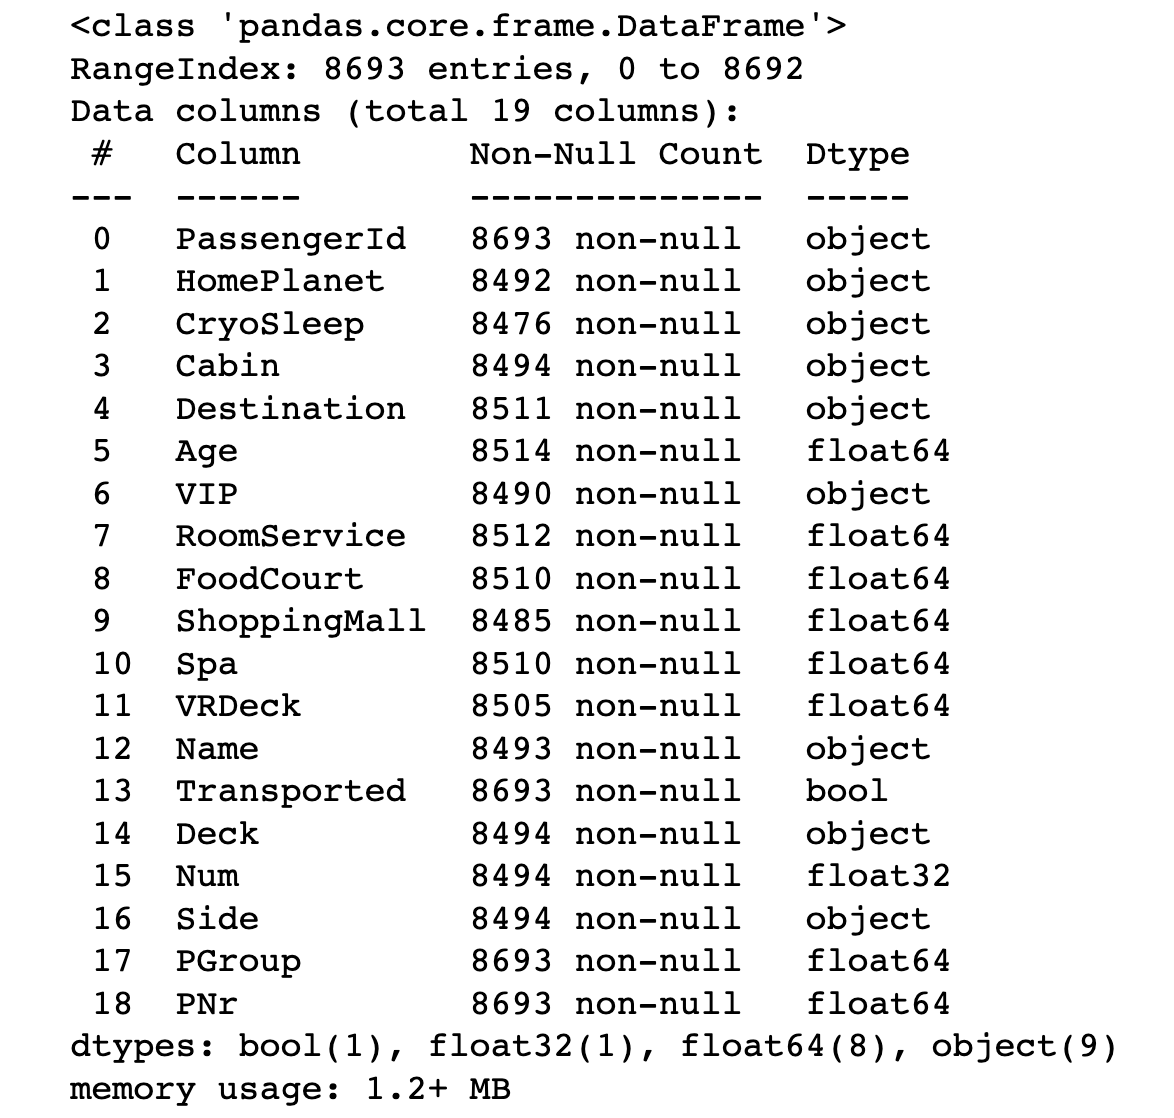 <class 'pandas.core.frame.DataFrame'>
RangeIndex: 8693 entries, 0 to 8692
Data columns (total 19 columns):
 #   Column        Non-Null Count  Dtype
---  ------        --------------  -----
 0   PassengerId   8693 non-null   object
 1   HomePlanet    8492 non-null   object
 2   CryoSleep     8476 non-null   object
 3   Cabin         8494 non-null   object
 4   Destination   8511 non-null   object
 5   Age           8514 non-null   float64
 6   VIP           8490 non-null   object
 7   RoomService   8512 non-null   float64
 8   FoodCourt     8510 non-null   float64
 9   ShoppingMall  8485 non-null   float64
 10  Spa           8510 non-null   float64
 11  VRDeck        8505 non-null   float64
 12  Name          8493 non-null   object
 13  Transported   8693 non-null   bool
 14  Deck          8494 non-null   object
 15  Num           8494 non-null   float32
 16  Side          8494 non-null   object
 17  PGroup        8693 non-null   float64
 18  PNr           8693 non-null   float64
dtypes: bool(1), float32(1), float64(8), object(9)
memory usage: 1.2+ MB